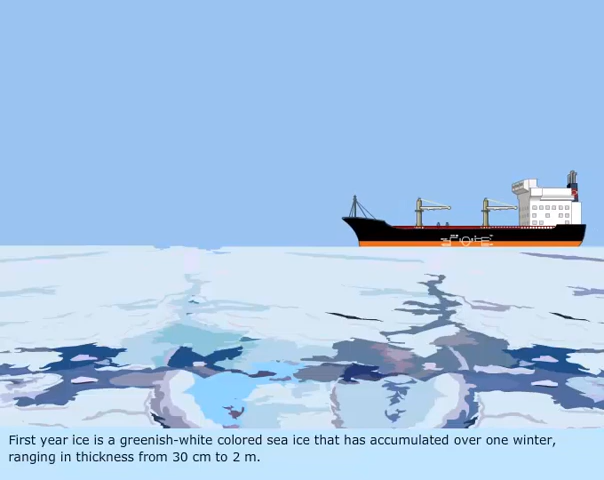 First year ice is a greenish-white colored sea ice that has accumulated over one winter,
ranging in thickness from 30 cm to 2 m.